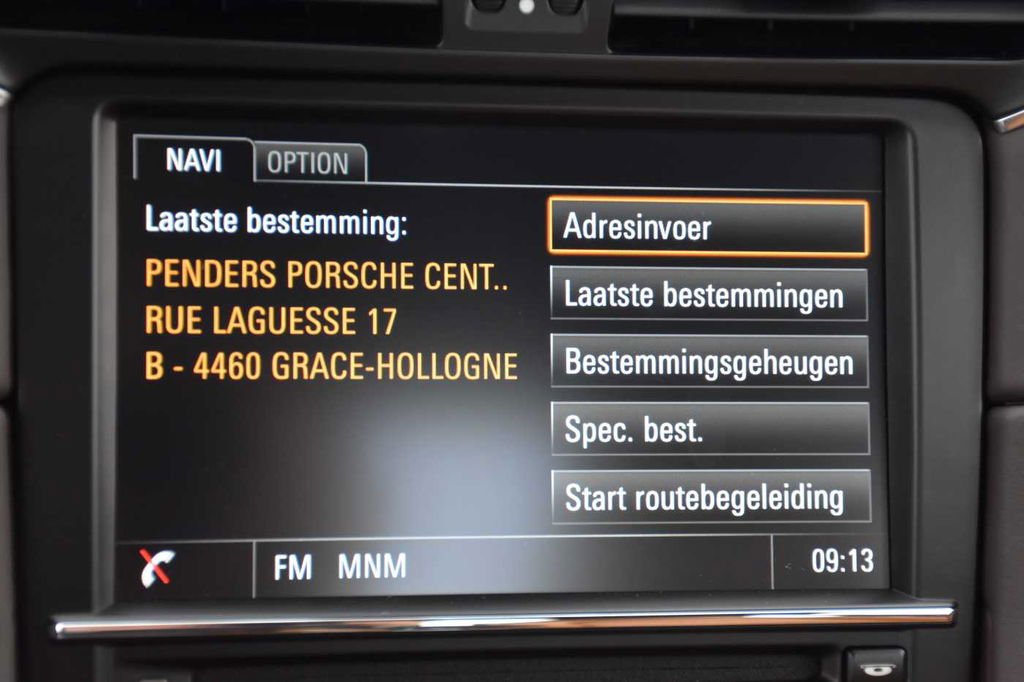 NAVI OPTION
Laatste bestemming:
PENDERS PORSCHE CENT..
RUE LAGUESSE 17
B - 4460 GRACE-HOLLOGNE
Adresinvoer
Laatste bestemmingen
Bestemmingsgeheugen
Spec. best.
Start routebegeleiding
FM MNM 09:13